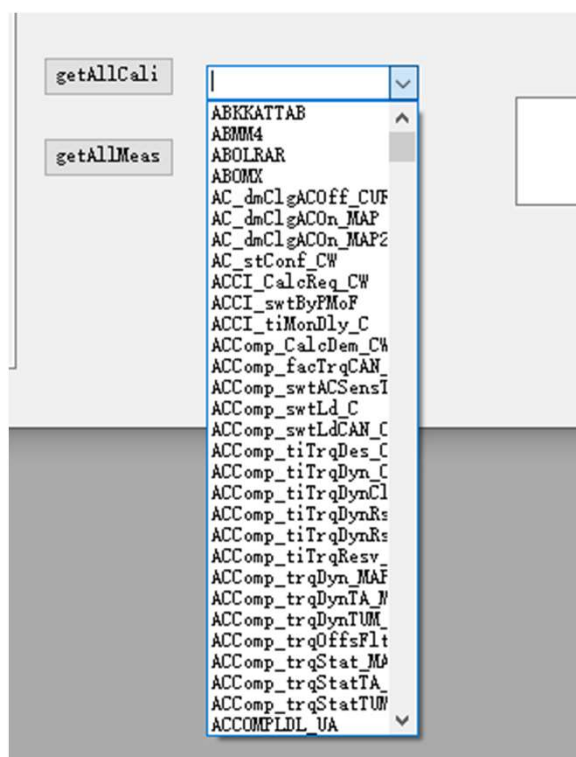 getAllCali
getAllMeas
ABKKATTAB
ABMM4
ABOLRAR
ABOMX
AC_dmClgACOff_CUR
AC_dmClgACOn_MAP
AC_dmClgACOn_MAP2
AC_stConf_CW
ACCI_CalcReq_CW
ACCI_swtByPMoF
ACCI_tiMonDly_C
ACComp_CalcDem_CW
ACComp_facTrqCAN_
ACComp_swtACSensT
ACComp_swtLd_C
ACComp_swtLdCAN_C
ACComp_tiTrqDes_C
ACComp_tiTrqDyn_C
ACComp_tiTrqDynCl
ACComp_tiTrqDynRs
ACComp_tiTrqDynRs
ACComp_tiTrqResv_
ACComp_trqDyn_MAP
ACComp_trqDynTA_M
ACComp_trqDynTUM_
ACComp_trqOffsFlt
ACComp_trqStat_MA
ACComp_trqStatTA_
ACComp_trqStatTUM
ACCOMPLDL_UA